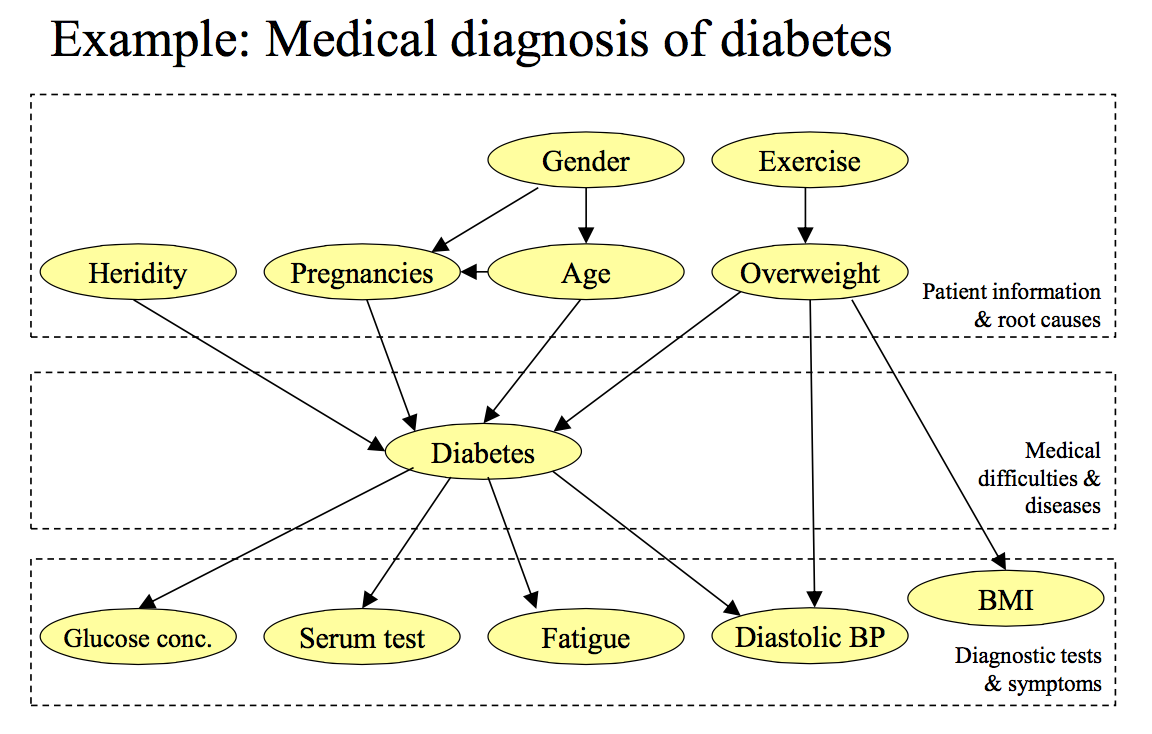 Example: Medical diagnosis of diabetes
Gender
Exercise
Heridity
Pregnancies
Age
Overweight
Patient information
& root causes
Diabetes
Medical
difficulties &
diseases
BMI
Glucose conc.
Serum test
Fatigue
Diastolic BP
Diagnostic tests
& symptoms